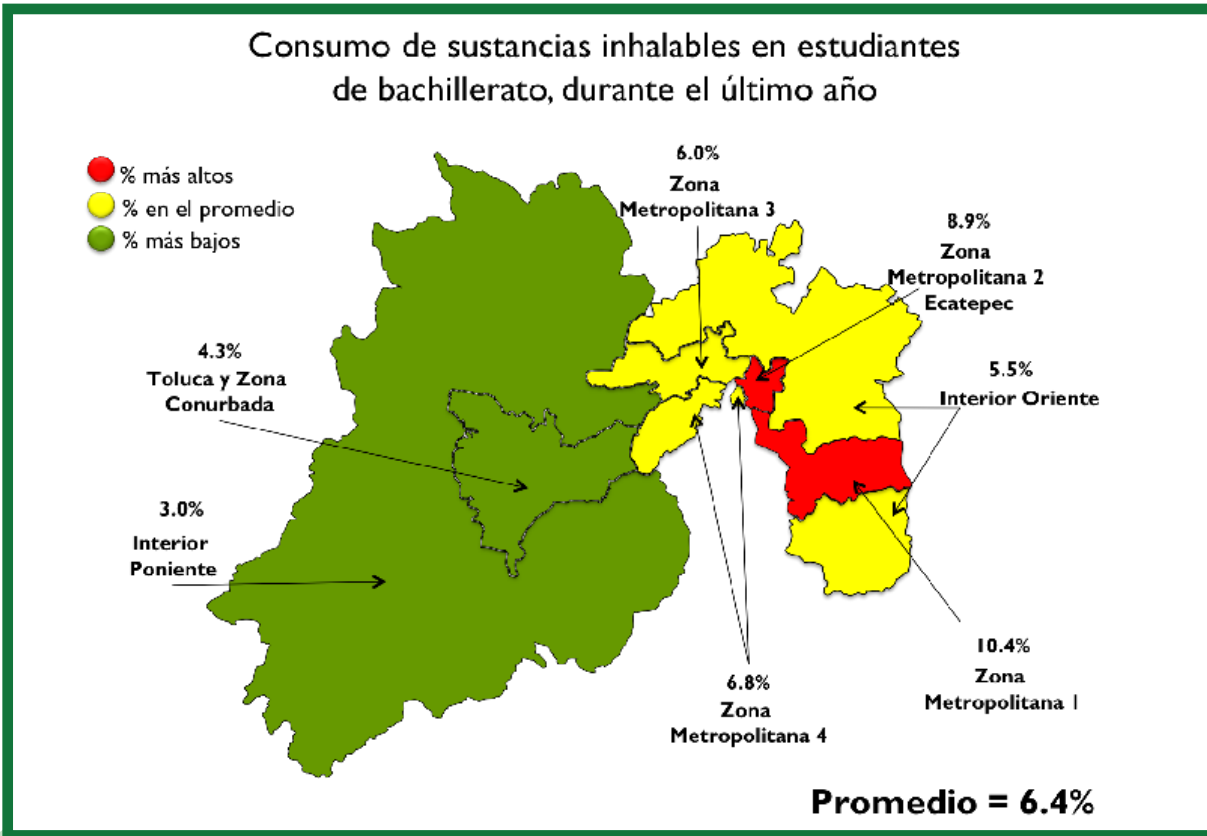 Consumo de sustancias inhalables en estudiantes
de bachillerato, durante el último año
% más altos
% en el promedio
% más bajos
6.0%
Zona
Metropolitana 3
8.9%
Zona
Metropolitana 2
Ecatepec
4.3%
Toluca y Zona
Conurbada
5.5%
Interior Oriente
3.0%
Interior
Poniente
10.4%
Zona
Metropolitana 1
6.8%
Zona
Metropolitana 4
Promedio = 6.4%